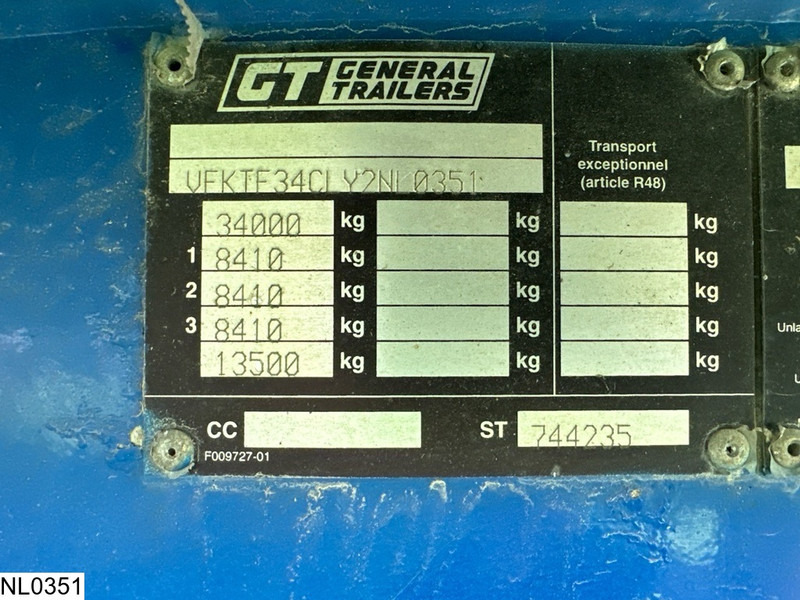 GT GENERAL TRAILERS
VFKTF34CLY2NL0351
Transport
exceptionnel
(article R48)
34000 kg kg kg
1 8410 kg kg kg
2 8410 kg kg kg
3 8410 kg kg kg
13500 kg kg kg
Unla
U
CC ST 744235
F009727-01
NL0351